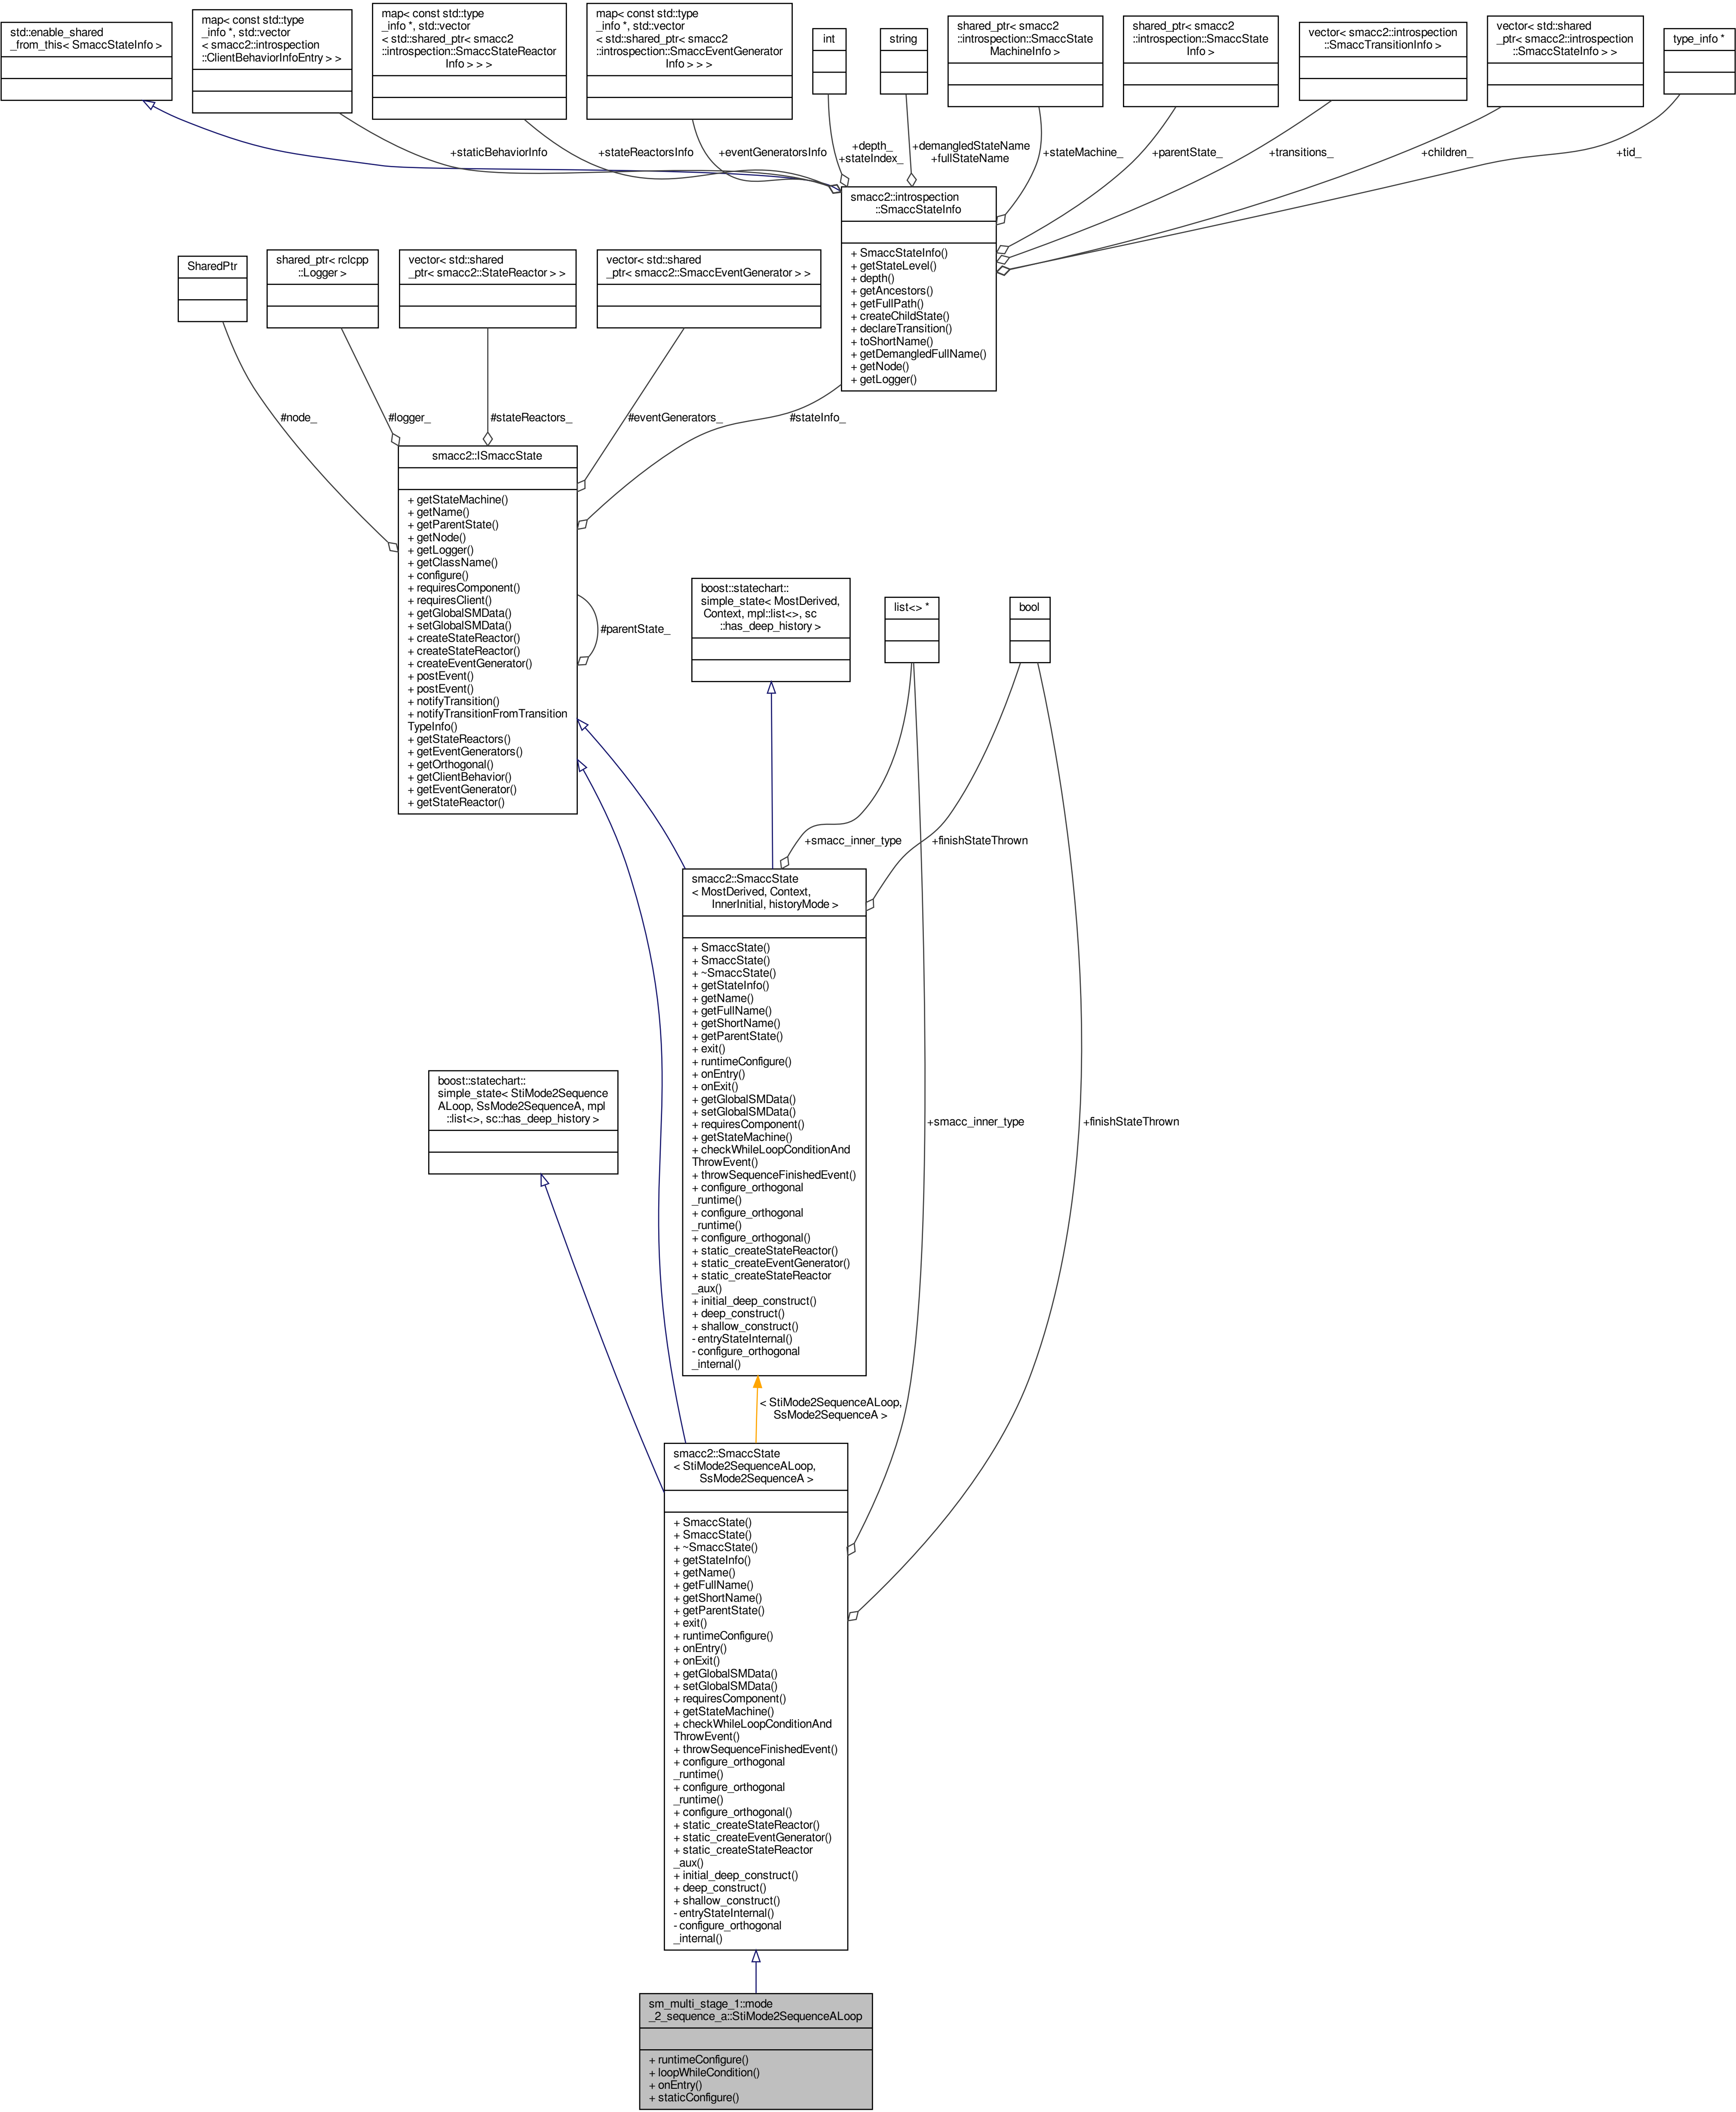 std::enable_shared
_from_this< SmaccStateInfo >
map< const std::type
_info *, std::vector
< smacc2::introspection
::ClientBehaviorInfoEntry > >
map< const std::type
_info *, std::vector
< std::shared_ptr< smacc2
::introspection::SmaccStateReactor
Info > > >
map< const std::type
_info *, std::vector
< std::shared_ptr< smacc2
::introspection::SmaccEventGenerator
Info > > >
int
string
shared_ptr< smacc2
::introspection::SmaccState
MachineInfo >
shared_ptr< smacc2
::introspection::SmaccState
Info >
vector< smacc2::introspection
::SmaccTransitionInfo >
vector< std::shared
_ptr< smacc2::introspection
::SmaccStateInfo > >
type_info *
+staticBehaviorInfo
+stateReactorsInfo
+eventGeneratorsInfo
+depth_
+stateIndex_
+demangledStateName
+fullStateName
+stateMachine_
+parentState_
+transitions_
+children_
+tid_
smacc2::introspection
::SmaccStateInfo
+ SmaccStateInfo()
+ getStateLevel()
+ depth()
+ getAncestors()
+ getFullPath()
+ createChildState()
+ declareTransition()
+ toShortName()
+ getDemangledFullName()
+ getNode()
+ getLogger()
SharedPtr
shared_ptr< rclcpp
::Logger >
vector< std::shared
_ptr< smacc2::StateReactor > >
vector< std::shared
_ptr< smacc2::SmaccEventGenerator > >
#node_
#logger_
#stateReactors_
#eventGenerators_
#stateInfo_
smacc2::ISmaccState
+ getStateMachine()
+ getName()
+ getParentState()
+ getNode()
+ getLogger()
+ getClassName()
+ configure()
+ requiresComponent()
+ requiresClient()
+ getGlobalSMData()
+ setGlobalSMData()
+ createStateReactor()
+ createStateReactor()
+ createEventGenerator()
+ postEvent()
+ postEvent()
+ notifyTransition()
+ notifyTransitionFromTransition
TypeInfo()
+ getStateReactors()
+ getEventGenerators()
+ getOrthogonal()
+ getClientBehavior()
+ getEventGenerator()
+ getStateReactor()
#parentState_
boost::statechart::
simple_state< MostDerived,
Context, mpl::list<>, sc
::has_deep_history >
list<> *
bool
+smacc_inner_type
+finishStateThrown
smacc2::SmaccState
< MostDerived, Context,
InnerInitial, historyMode >
+ SmaccState()
+ SmaccState()
+ ~SmaccState()
+ getStateInfo()
+ getName()
+ getFullName()
+ getShortName()
+ getParentState()
+ exit()
+ runtimeConfigure()
+ onEntry()
+ onExit()
+ getGlobalSMData()
+ setGlobalSMData()
+ requiresComponent()
+ getStateMachine()
+ checkWhileLoopConditionAnd
ThrowEvent()
+ throwSequenceFinishedEvent()
+ configure_orthogonal
_runtime()
+ configure_orthogonal
_runtime()
+ configure_orthogonal()
+ static_createStateReactor()
+ static_createEventGenerator()
+ static_createStateReactor
_aux()
+ initial_deep_construct()
+ deep_construct()
+ shallow_construct()
- entryStateInternal()
- configure_orthogonal
_internal()
boost::statechart::
simple_state< StiMode2Sequence
ALoop, SsMode2SequenceA, mpl
::list<>, sc::has_deep_history >
+smacc_inner_type
+finishStateThrown
< StiMode2SequenceALoop,
SsMode2SequenceA >
smacc2::SmaccState
< StiMode2SequenceALoop,
SsMode2SequenceA >
+ SmaccState()
+ SmaccState()
+ ~SmaccState()
+ getStateInfo()
+ getName()
+ getFullName()
+ getShortName()
+ getParentState()
+ exit()
+ runtimeConfigure()
+ onEntry()
+ onExit()
+ getGlobalSMData()
+ setGlobalSMData()
+ requiresComponent()
+ getStateMachine()
+ checkWhileLoopConditionAnd
ThrowEvent()
+ throwSequenceFinishedEvent()
+ configure_orthogonal
_runtime()
+ configure_orthogonal
_runtime()
+ configure_orthogonal()
+ static_createStateReactor()
+ static_createEventGenerator()
+ static_createStateReactor
_aux()
+ initial_deep_construct()
+ deep_construct()
+ shallow_construct()
- entryStateInternal()
- configure_orthogonal
_internal()
sm_multi_stage_1::mode
_2_sequence_a::StiMode2SequenceALoop
+ runtimeConfigure()
+ loopWhileCondition()
+ onEntry()
+ staticConfigure()